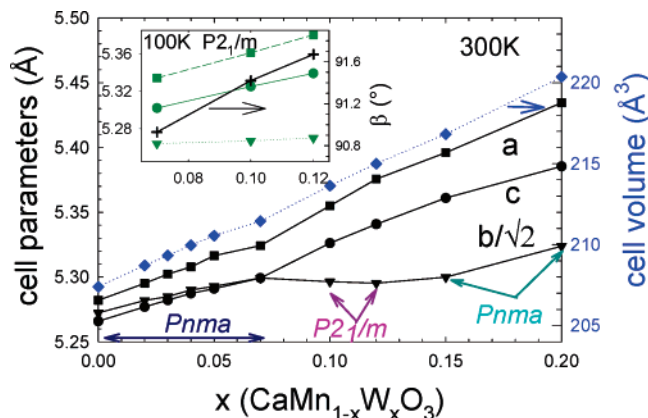 5.50
5.45
5.40
5.35
5.30
5.25
cell parameters (Å)
100K P2₁/m
5.36
5.32
5.28
91.6
91.2
90.8
β (°)
0.08
0.10
0.12
300K
a
c
b/√2
Pnma
P2₁/m
Pnma
220
215
210
205
cell volume (Å³)
0.00
0.05
0.10
0.15
0.20
x (CaMn₁₋ₓWₓO₃)